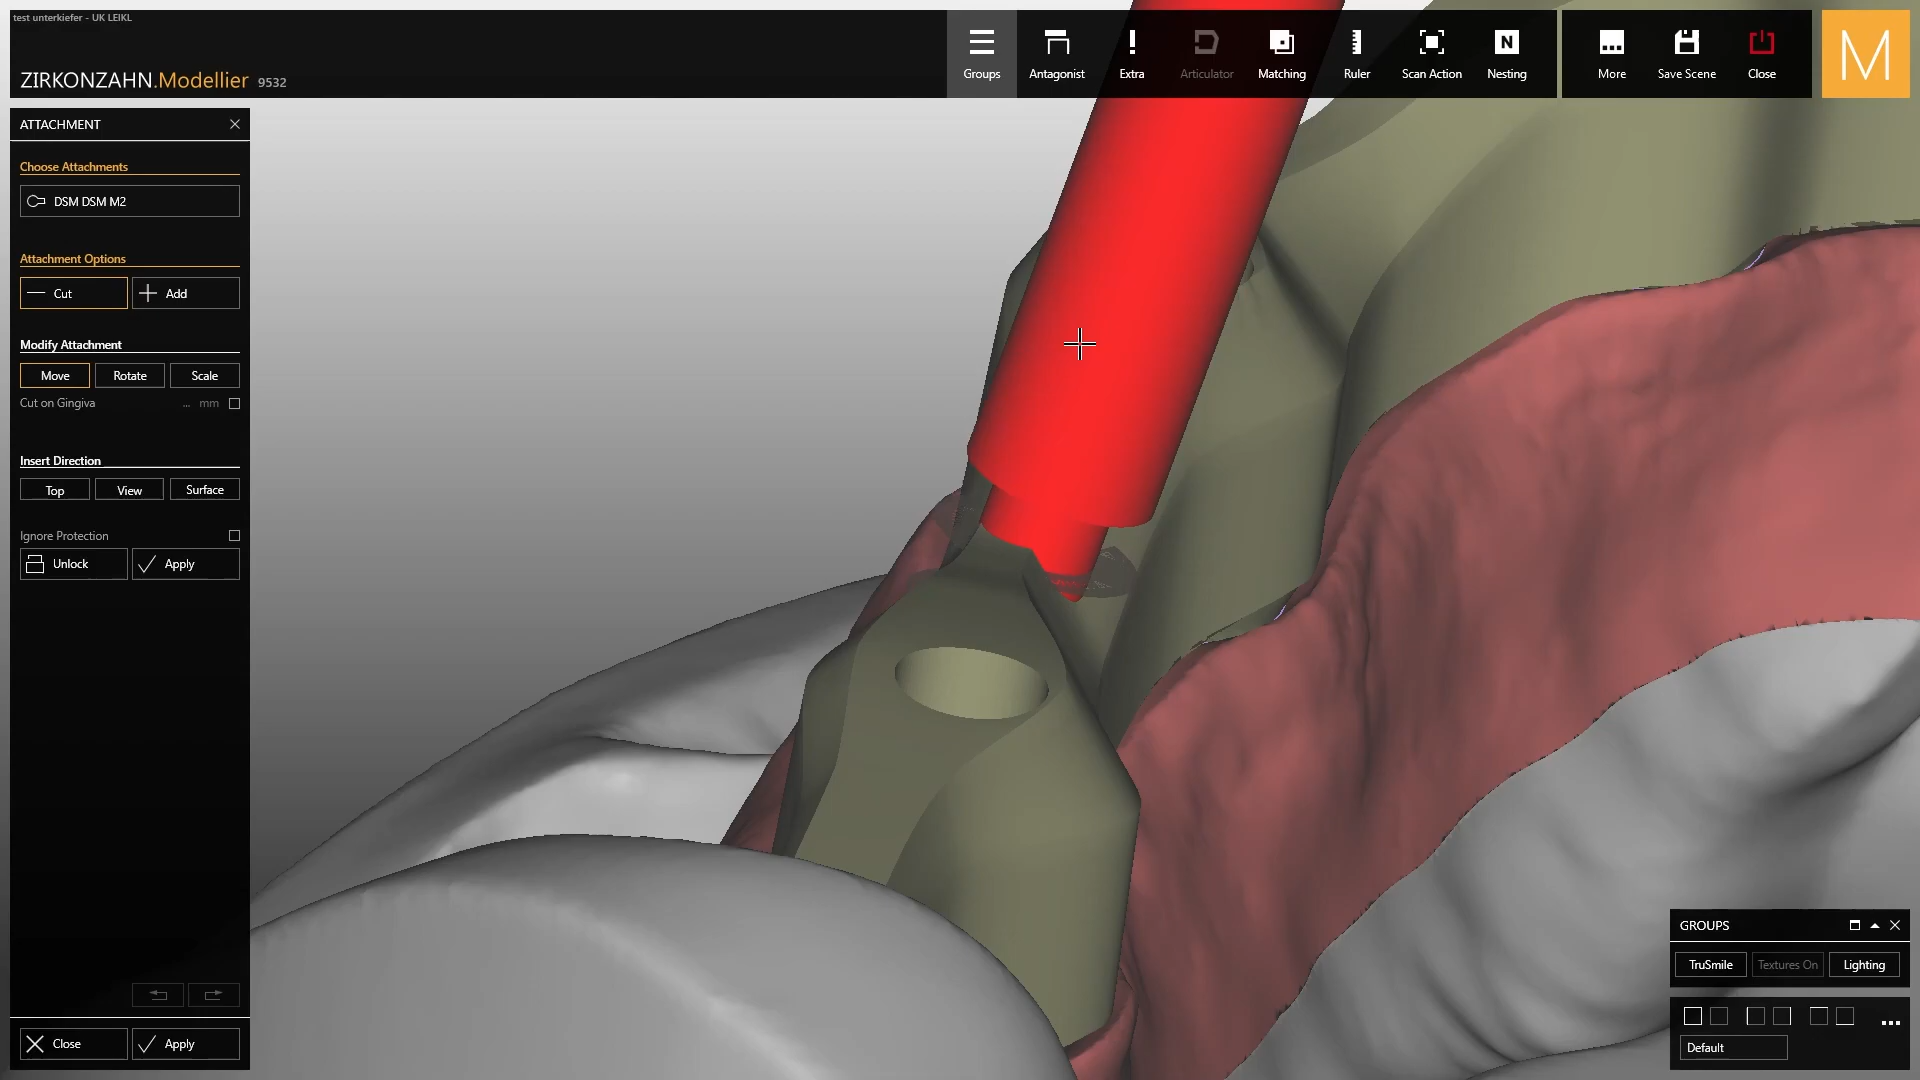 test unterkiefer - UK LEIKL
ZIRKONZAHN.Modellier 9532
Groups
Antagonist
Extra
Articulator
Matching
Ruler
Scan Action
N
Nesting
More
Save Scene
Close
M
ATTACHMENT
Choose Attachments
DSM DSM M2
Attachment Options
Cut
Add
Modify Attachment
Move
Rotate
Scale
Cut on Gingiva ... mm
Insert Direction
Top
View
Surface
Ignore Protection
Unlock
Apply
Close
Apply
GROUPS
TruSmile
Textures On
Lighting
...
Default